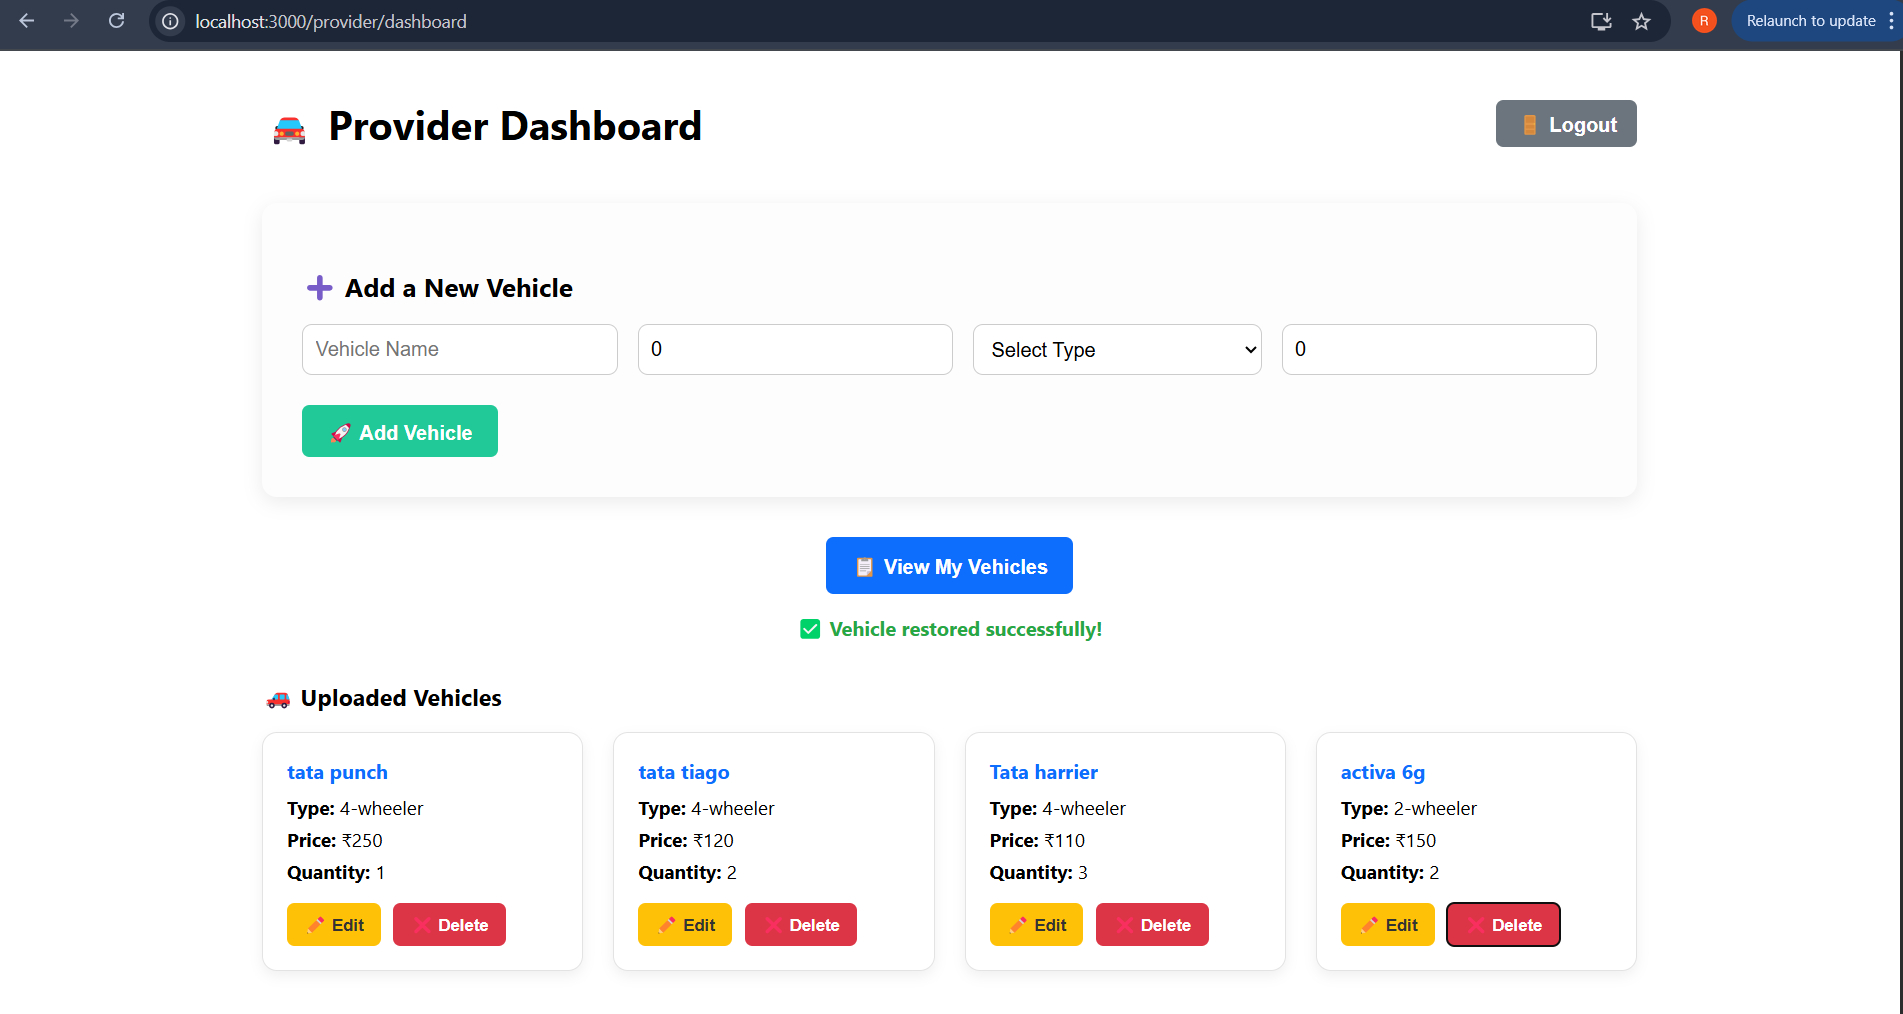 localhost:3000/provider/dashboard
R
Relaunch to update
Provider Dashboard
Logout
Add a New Vehicle
Vehicle Name
0
Select Type
0
Add Vehicle
View My Vehicles
Vehicle restored successfully!
Uploaded Vehicles
tata punch
Type: 4-wheeler
Price: ₹250
Quantity: 1
Edit
Delete
tata tiago
Type: 4-wheeler
Price: ₹120
Quantity: 2
Edit
Delete
Tata harrier
Type: 4-wheeler
Price: ₹110
Quantity: 3
Edit
Delete
activa 6g
Type: 2-wheeler
Price: ₹150
Quantity: 2
Edit
Delete